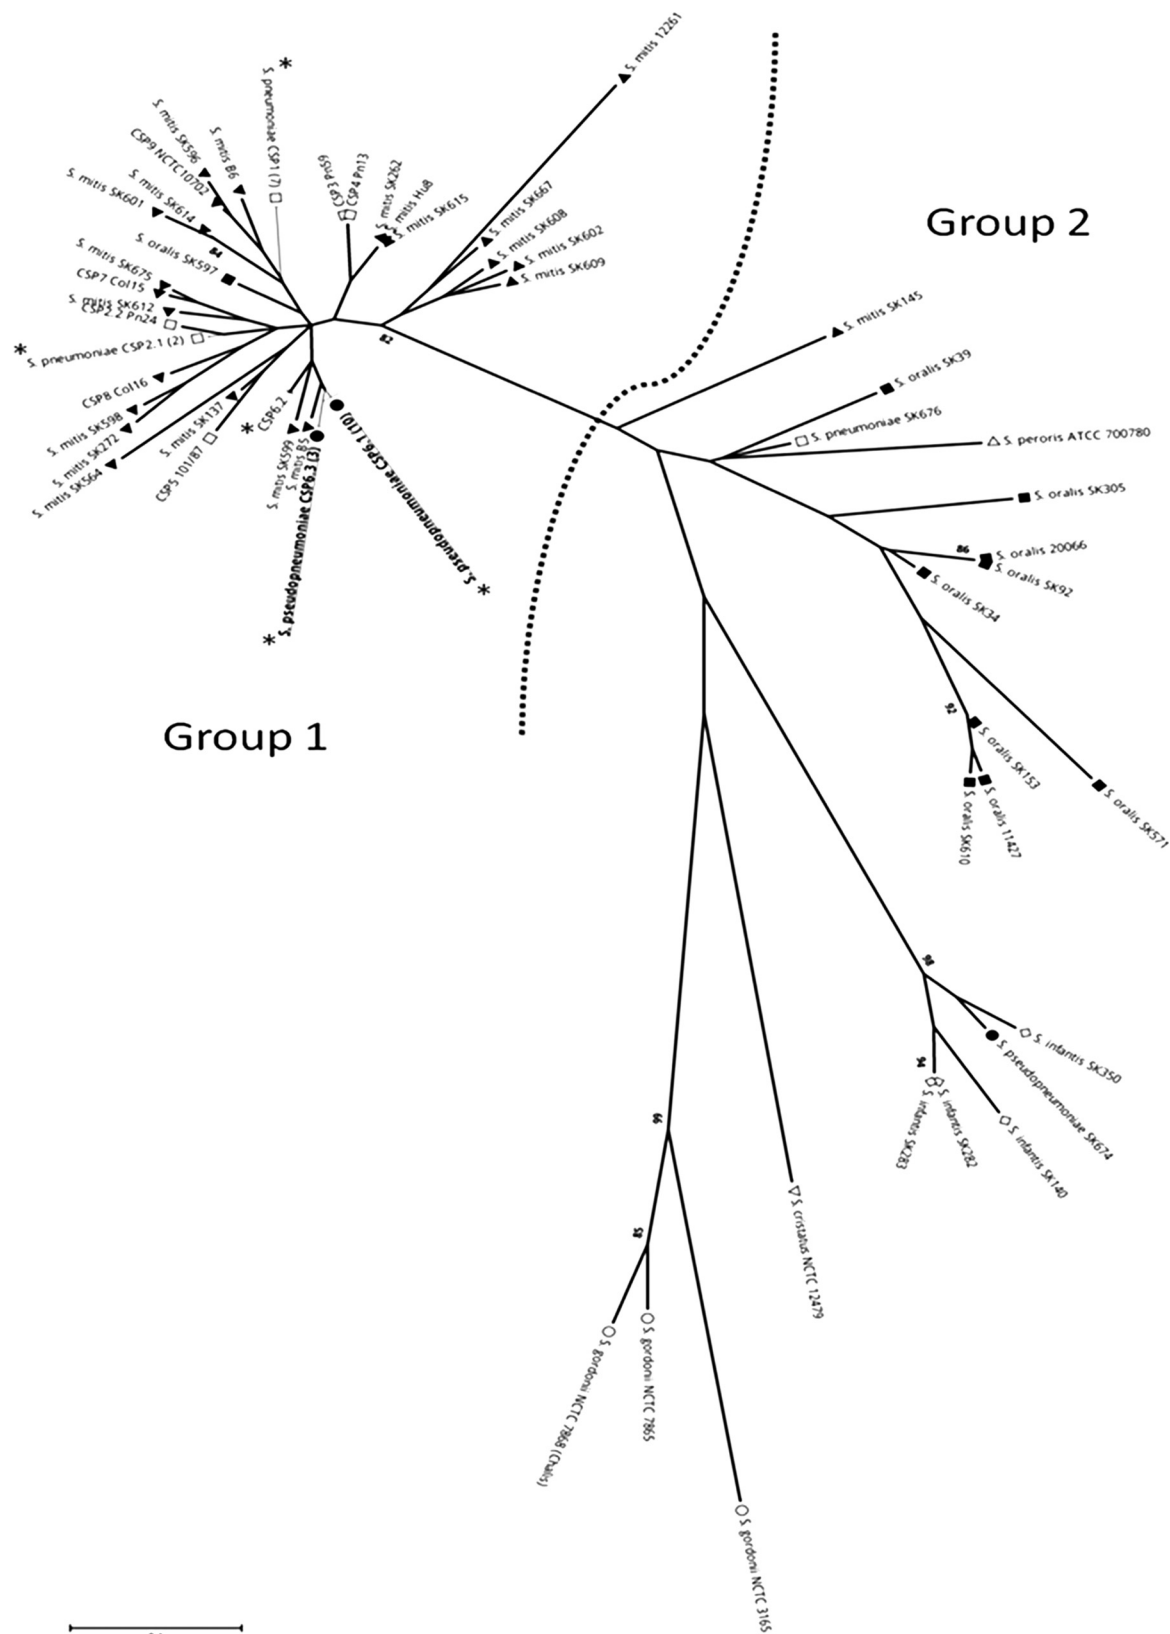 S. mitis 12261
*
S. pneumoniae CSP1 (7)
S. mitis SK596
CSP9 NCTC10702
S. mitis B6
S. mitis SK614
S. mitis SK601
84
S. oralis SK597
S. mitis SK675
CSP7 Col15
S. mitis SK612
CSP2.2 Pn24
* S. pneumoniae CSP2.1 (2)
CSP8 Col16
S. mitis SK598
S. mitis SK272
S. mitis SK564
S. mitis SK137
CSP5 101/87
* CSP6.2
S. mitis SK599
S. mitis B5
S. pseudopneumoniae CSP6.3 (3)
*
S. pseudopneumoniae CSP6.1 (10)
*
CSP3 Pn59
CSP4 Pn13
S. mitis SK262
S. mitis Hu8
S. mitis SK615
S. mitis SK667
S. mitis SK608
S. mitis SK602
S. mitis SK609
82
Group 2
Group 1
S. mitis SK145
S. oralis SK39
S. pneumoniae SK676
S. peroris ATCC 700780
S. oralis SK305
86
S. oralis 20066
S. oralis SK92
S. oralis SK34
92
S. oralis SK153
S. oralis 11427
S. oralis SK610
S. oralis SK571
98
S. infantis SK350
S. pseudopneumoniae SK674
S. infantis SK140
94
S. infantis SK282
S. infantis SK283
99
85
S. cristatus NCTC 12479
S. gordonii NCTC 7865
S. gordonii NCTC 7868 (Chalis)
S. gordonii NCTC 3165